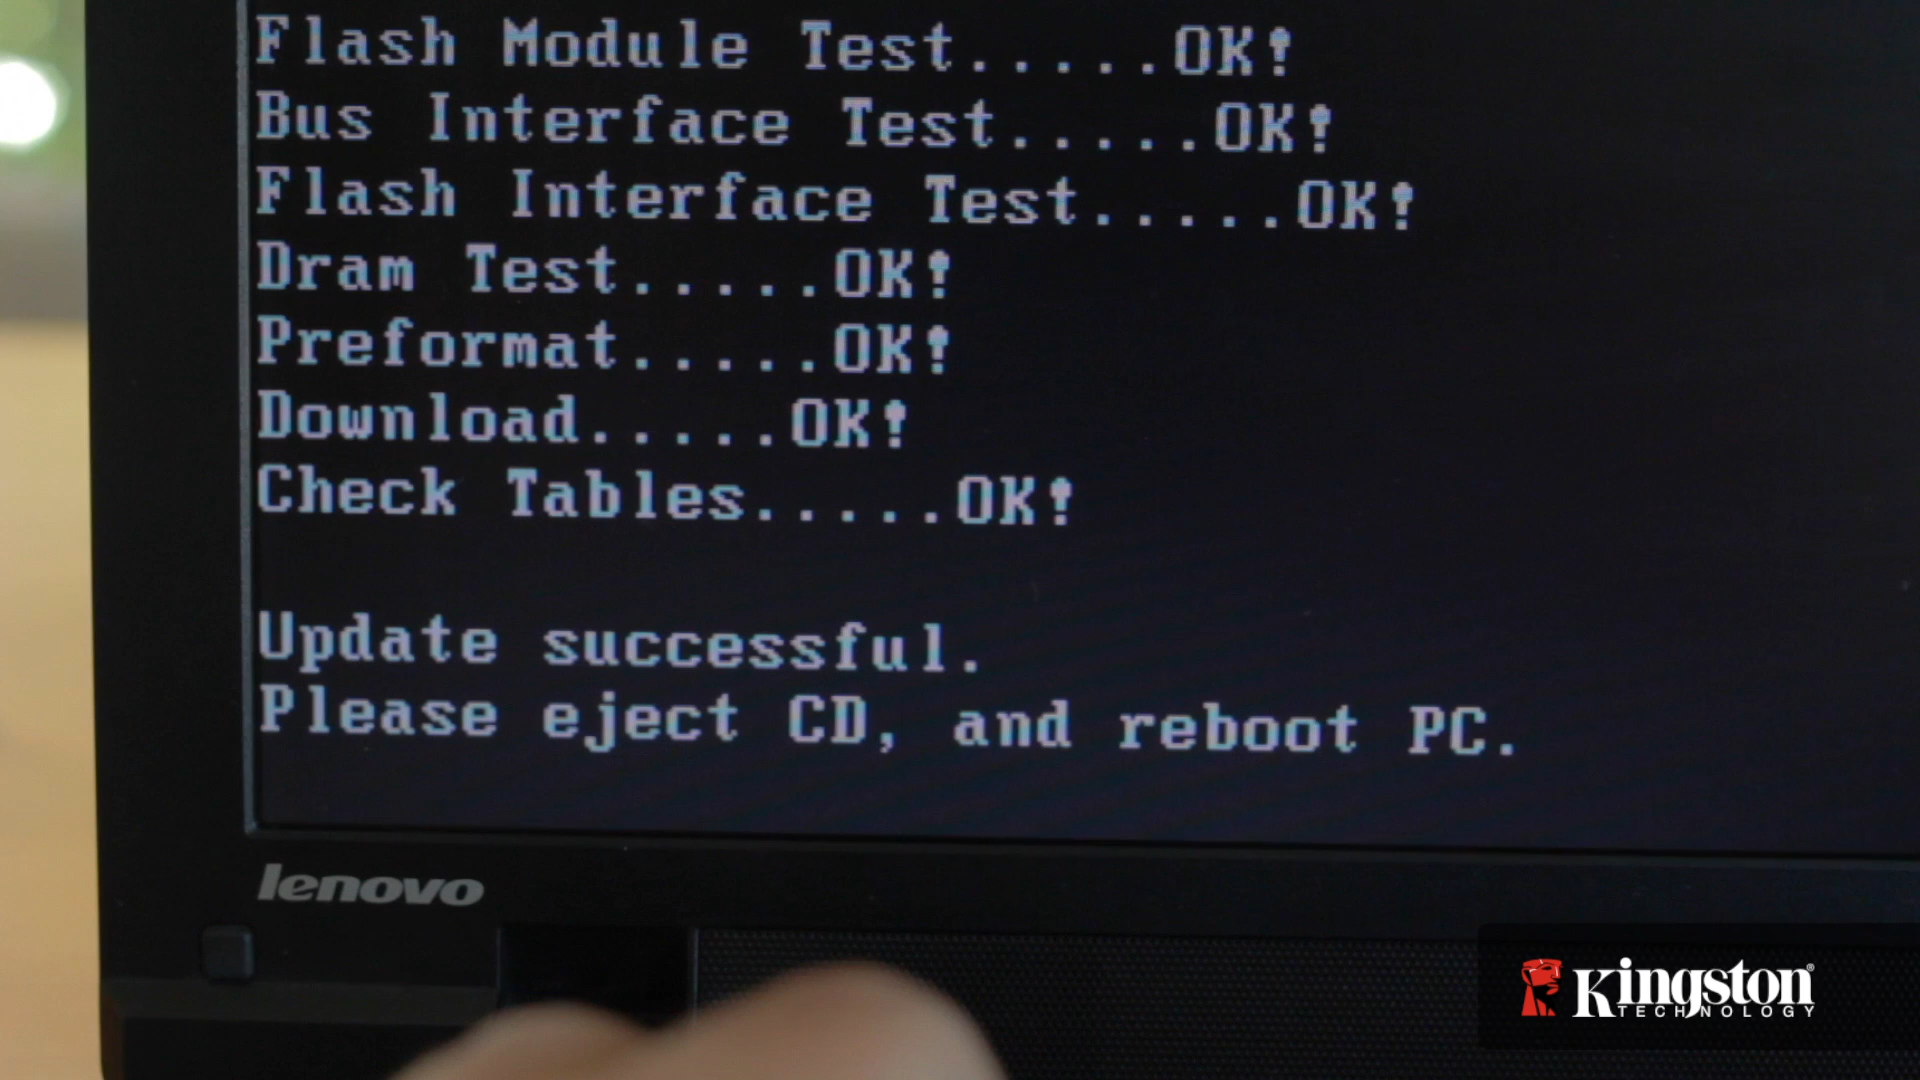 Flash Module Test.....OK!
Bus Interface Test.....OK!
Flash Interface Test.....OK!
Dram Test.....OK!
Preformat.....OK!
Download.....OK!
Check Tables.....OK!
Update successful.
Please eject CD, and reboot PC.
lenovo
Kingston®
TECHNOLOGY